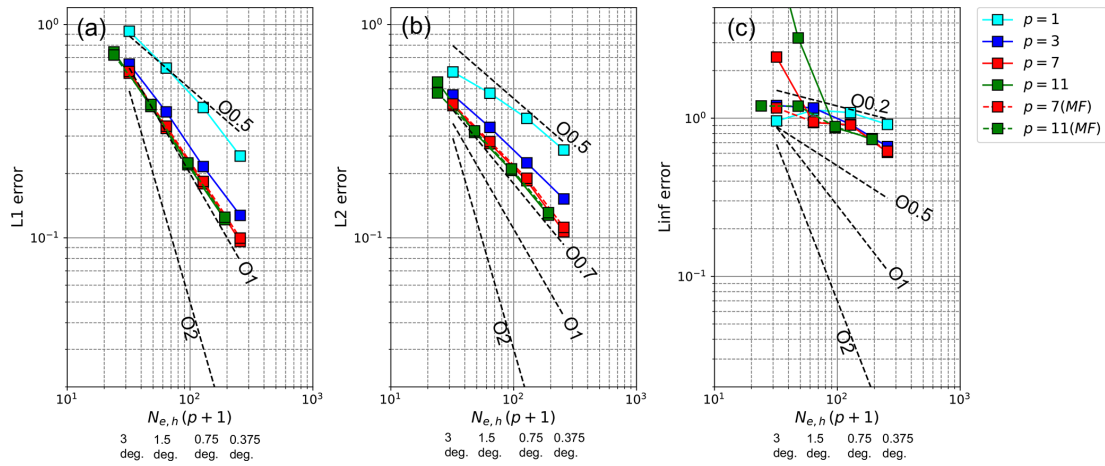 (a)
10⁰
10⁻¹
L1 error
O0.5
O1
O2
10¹ 10² 10³
Nₑ,ₕ(p + 1)
3 1.5 0.75 0.375
deg. deg. deg. deg.
(b)
10⁰
10⁻¹
L2 error
O0.5
O0.7
O1
O2
10¹ 10² 10³
Nₑ,ₕ(p + 1)
3 1.5 0.75 0.375
deg. deg. deg. deg.
(c)
10⁰
10⁻¹
Linf error
O0.2
O0.5
O1
O2
10¹ 10² 10³
Nₑ,ₕ(p + 1)
3 1.5 0.75 0.375
deg. deg. deg. deg.
p = 1
p = 3
p = 7
p = 11
p = 7(MF)
p = 11(MF)